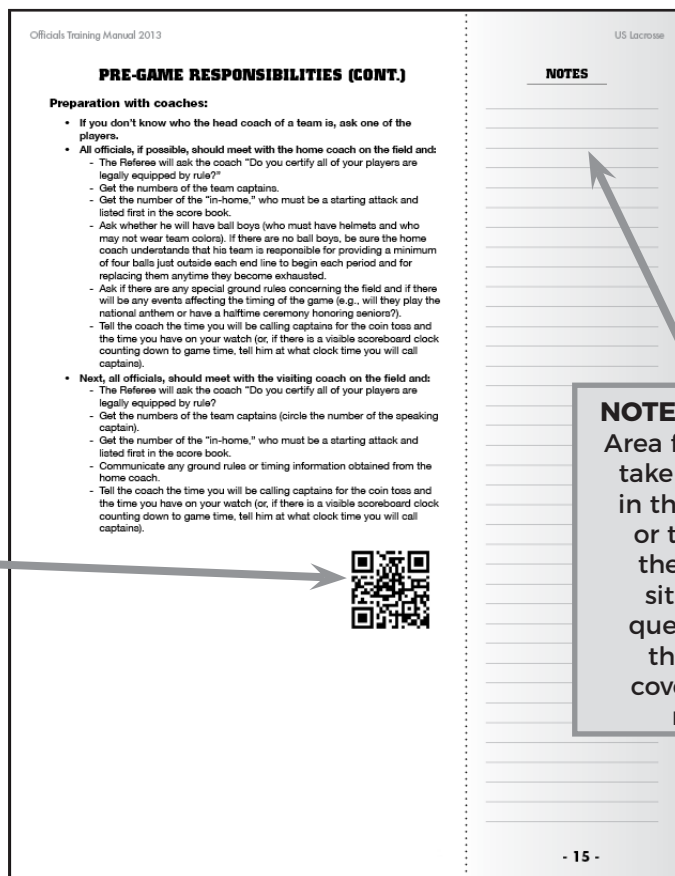 Officials Training Manual 2013
US Lacrosse
PRE-GAME RESPONSIBILITIES (CONT.)
NOTES
Preparation with coaches:
• If you don't know who the head coach of a team is, ask one of the
players.
• All officials, if possible, should meet with the home coach on the field and:
- The Referee will ask the coach "Do you certify all of your players are
legally equipped by rule?"
- Get the numbers of the team captains.
- Get the number of the "in-home," who must be a starting attack and
listed first in the score book.
- Ask whether he will have ball boys (who must have helmets and who
may not wear team colors). If there are no ball boys, be sure the home
coach understands that his team is responsible for providing a minimum
of four balls just outside each end line to begin each period and for
replacing them anytime they become exhausted.
- Ask if there are any special ground rules concerning the field and if there
will be any events affecting the timing of the game (e.g., will they play the
national anthem or have a halftime ceremony honoring seniors?).
- Tell the coach the time you will be calling captains for the coin toss and
the time you have on your watch (or, if there is a visible scoreboard clock
counting down to game time, tell him at what clock time you will call
captains).
• Next, all officials, should meet with the visiting coach on the field and:
- The Referee will ask the coach "Do you certify all of your players are
legally equipped by rule?
- Get the numbers of the team captains (circle the number of the speaking
captain).
- Get the number of the "in-home," who must be a starting attack and
listed first in the score book.
- Communicate any ground rules or timing information obtained from the
home coach.
- Tell the coach the time you will be calling captains for the coin toss and
the time you have on your watch (or, if there is a visible scoreboard clock
counting down to game time, tell him at what clock time you will call
captains).
NOTE
Area f
take
in th
or t
the
sit
que
th
cov
- 15 -